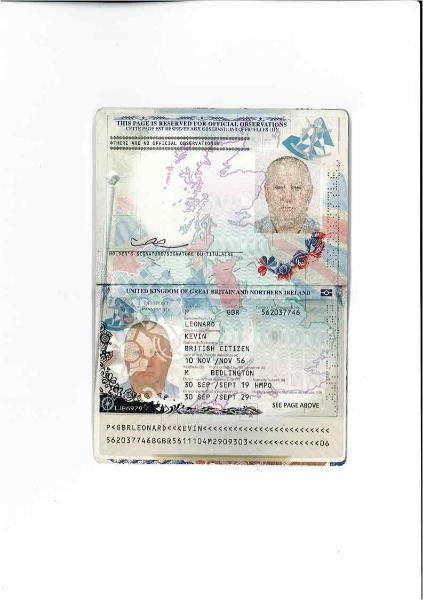 THIS PAGE IS RESERVED FOR OFFICIAL OBSERVATIONS
CETTE PAGE EST RESERVEE AUX OBSERVATIONS OFFICIELLES (11)
THERE ARE NO OFFICIAL OBSERVATIONS
HOLDER'S SIGNATURE/SIGNATURE DU TITULAIRE
UNITED KINGDOM OF GREAT BRITAIN AND NORTHERN IRELAND
P GBR 562037746
LEONARD
KEVIN
BRITISH CITIZEN
10 NOV /NOV 56
M BEDLINGTON
30 SEP /SEPT 19 HMPO
30 SEP /SEPT 29
SEE PAGE ABOVE
P<GBRLEONARD<<KEVIN<<<<<<<<<<<<<<<<<<<<<<<<<
5620377468GBR5611104M2909303<<<<<<<<<<<<<<06